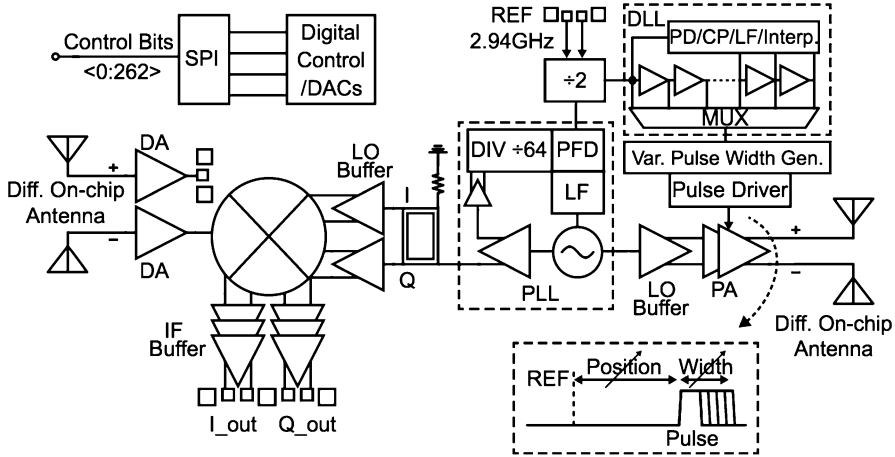 Control Bits
<0:262>
SPI
Digital
Control
/DACs
REF
2.94GHz
÷2
DLL
PD/CP/LF/Interp.
MUX
Var. Pulse Width Gen.
Pulse Driver
DA
+
Diff. On-chip
Antenna
−
DA
LO
Buffer
I
Q
DIV ÷64
PFD
LF
PLL
LO
Buffer
PA
+
−
Diff. On-chip
Antenna
IF
Buffer
I_out
Q_out
REF
Position
Width
Pulse